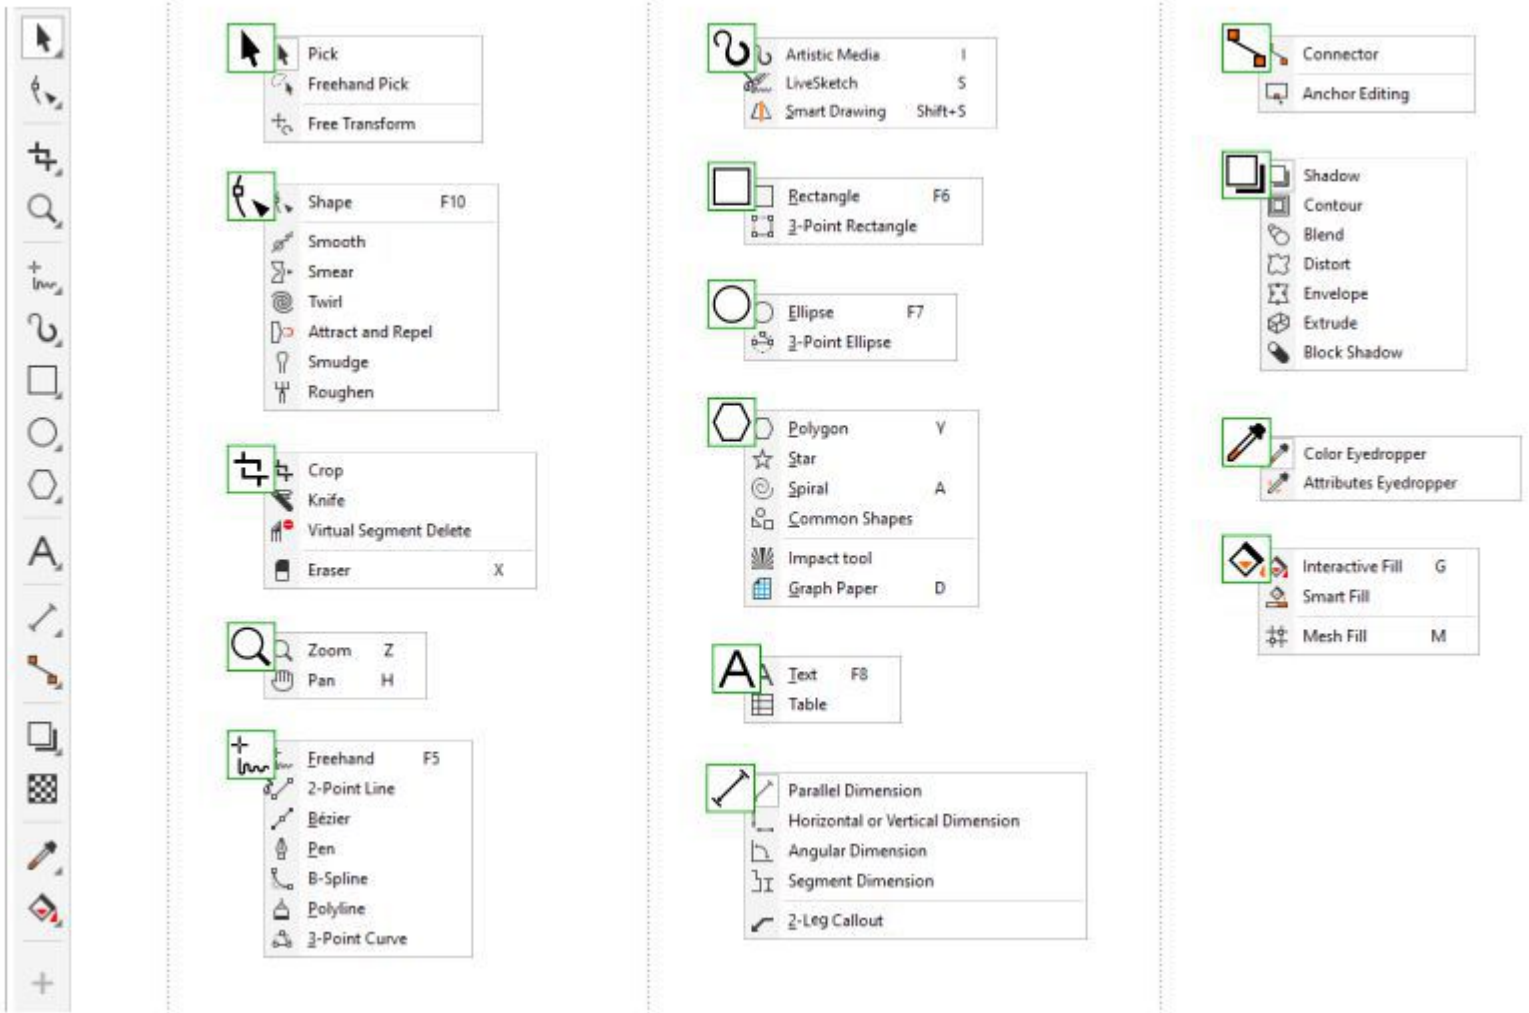 Pick
Freehand Pick
Free Transform
Shape F10
Smooth
Smear
Twirl
Attract and Repel
Smudge
Roughen
Crop
Knife
Virtual Segment Delete
Eraser X
Zoom Z
Pan H
Freehand F5
2-Point Line
Bézier
Pen
B-Spline
Polyline
3-Point Curve
Artistic Media I
LiveSketch S
Smart Drawing Shift+S
Rectangle F6
3-Point Rectangle
Ellipse F7
3-Point Ellipse
Polygon Y
Star
Spiral A
Common Shapes
Impact tool
Graph Paper D
Text F8
Table
Parallel Dimension
Horizontal or Vertical Dimension
Angular Dimension
Segment Dimension
2-Leg Callout
Connector
Anchor Editing
Shadow
Contour
Blend
Distort
Envelope
Extrude
Block Shadow
Color Eyedropper
Attributes Eyedropper
Interactive Fill G
Smart Fill
Mesh Fill M